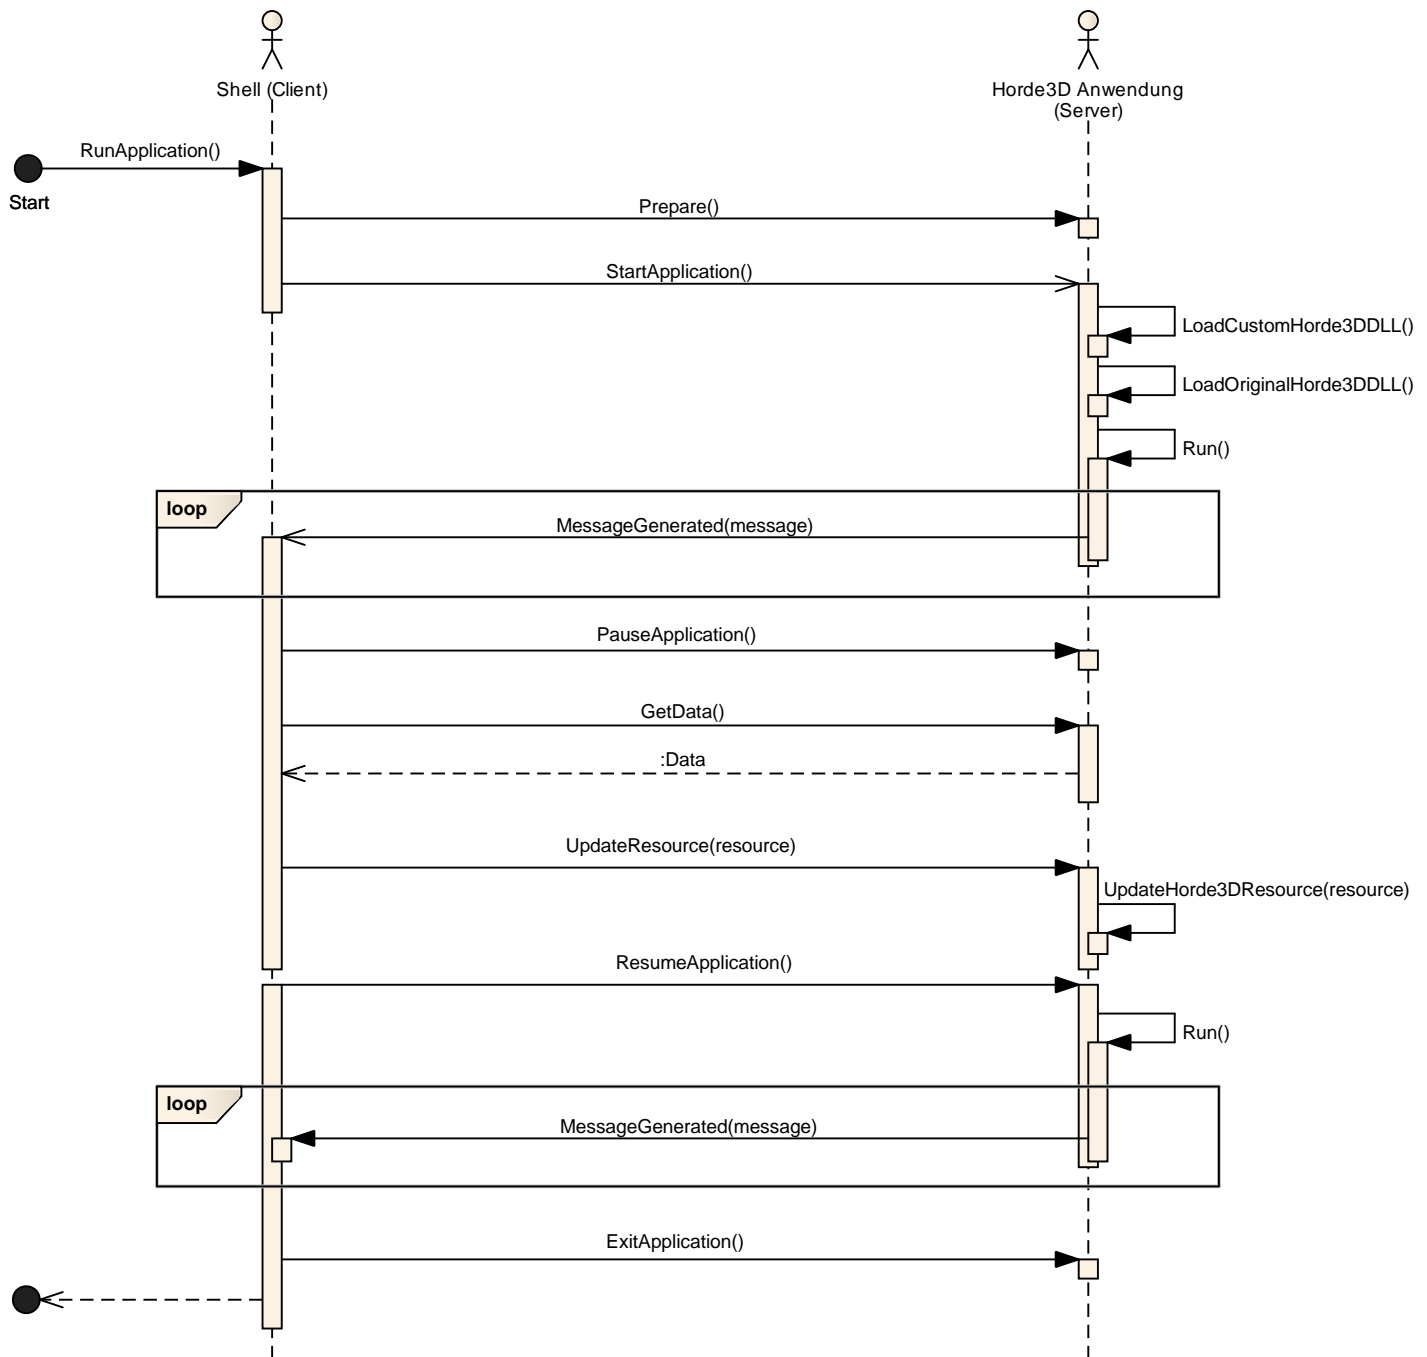 Shell (Client)
Horde3D Anwendung
(Server)
RunApplication()
Start
Prepare()
StartApplication()
LoadCustomHorde3DDLL()
LoadOriginalHorde3DDLL()
Run()
loop
MessageGenerated(message)
PauseApplication()
GetData()
:Data
UpdateResource(resource)
UpdateHorde3DResource(resource)
ResumeApplication()
Run()
loop
MessageGenerated(message)
ExitApplication()